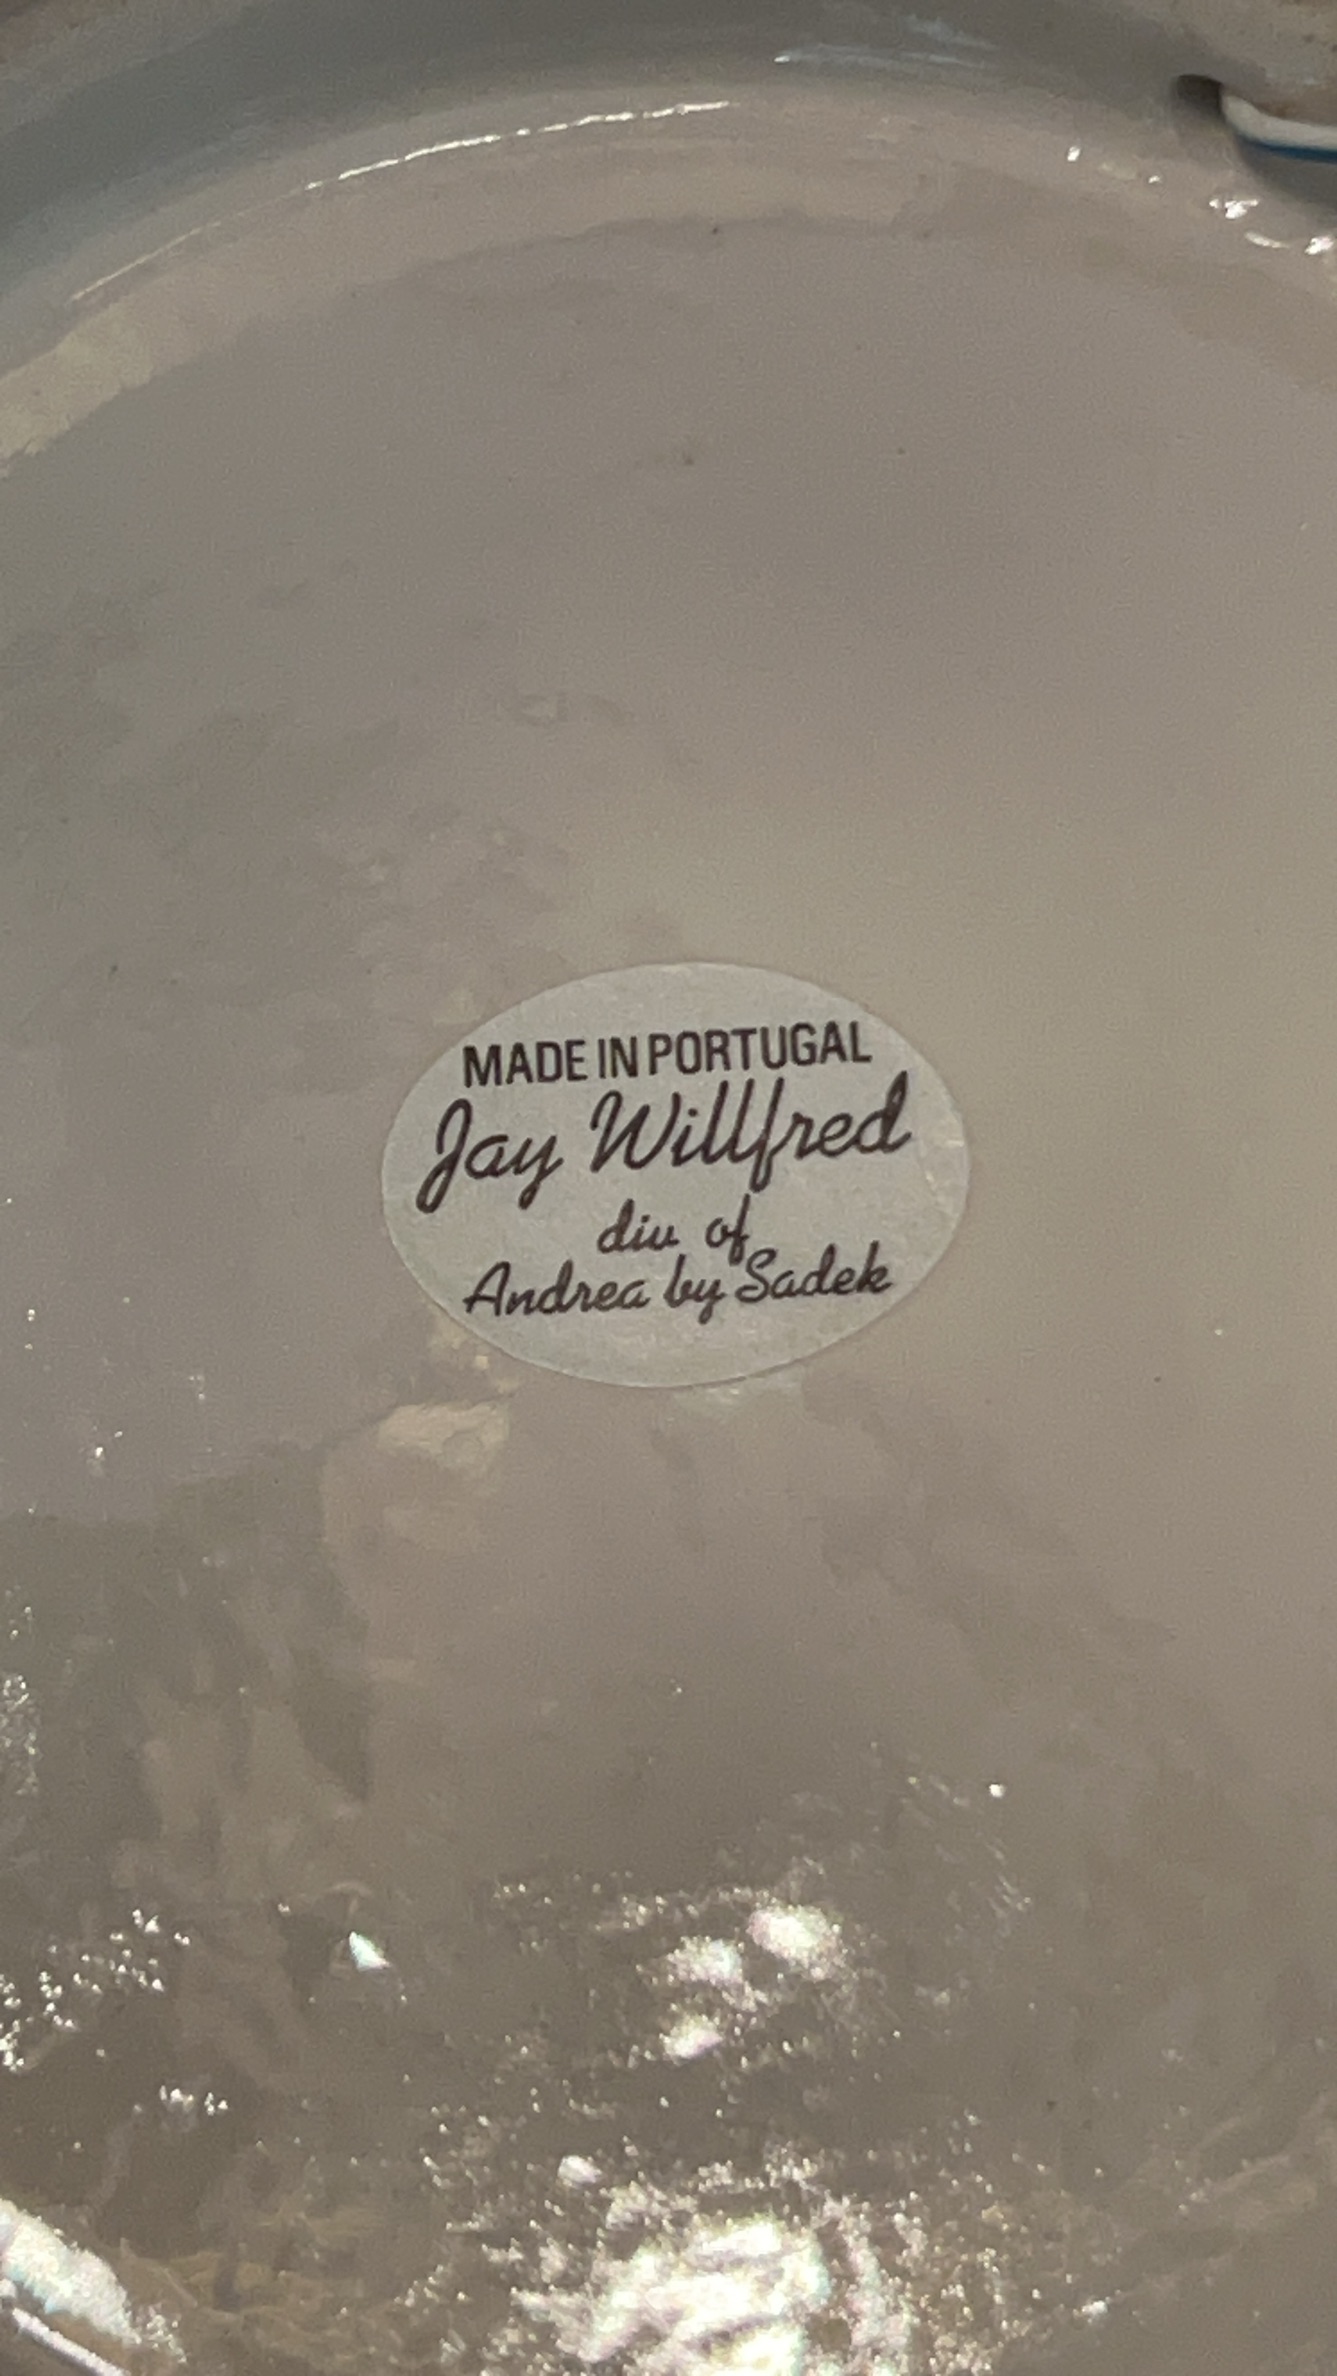 MADE IN PORTUGAL
Jay Willfred
div of
Andrea by Sadek